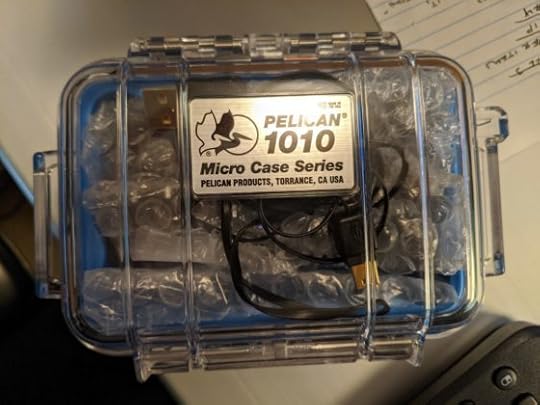 PELICAN®
1010
Micro Case Series
PELICAN PRODUCTS, TORRANCE, CA USA
®